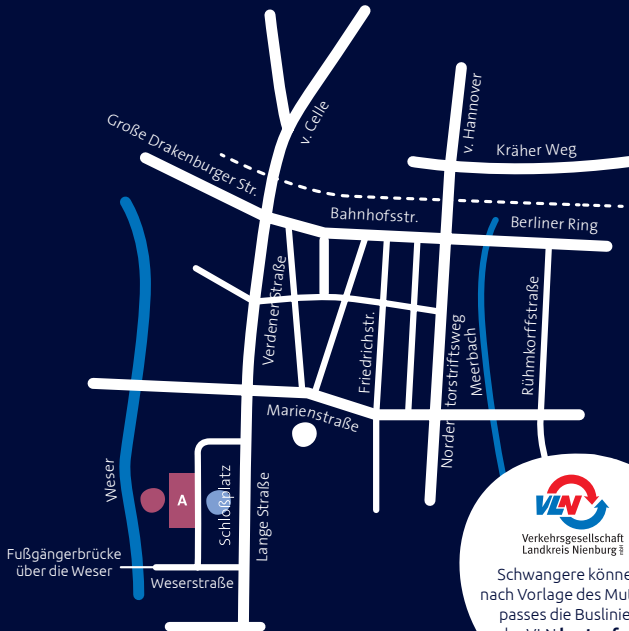 v. Celle
v. Hannover
Große Drakenburger Str.
Kräher Weg
Bahnhofsstr.
Berliner Ring
Verdener Straße
Friedrichstr.
Nordertorstriftsweg
Meerbach
Rühmkorffstraße
Marienstraße
Weser
A
Schloßplatz
Lange Straße
Fußgängerbrücke
über die Weser
Weserstraße
VLN
Verkehrsgesellschaft
Landkreis Nienburg mbH
Schwangere könne
nach Vorlage des Mut
passes die Buslinie